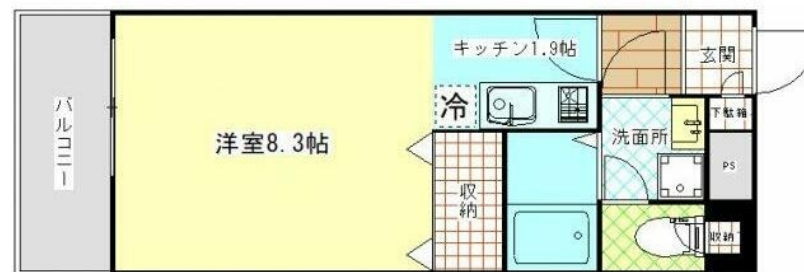 バルコニー
洋室8.3帖
キッチン1.9帖
冷
収納
洗面所
玄関
下駄箱
PS
収納